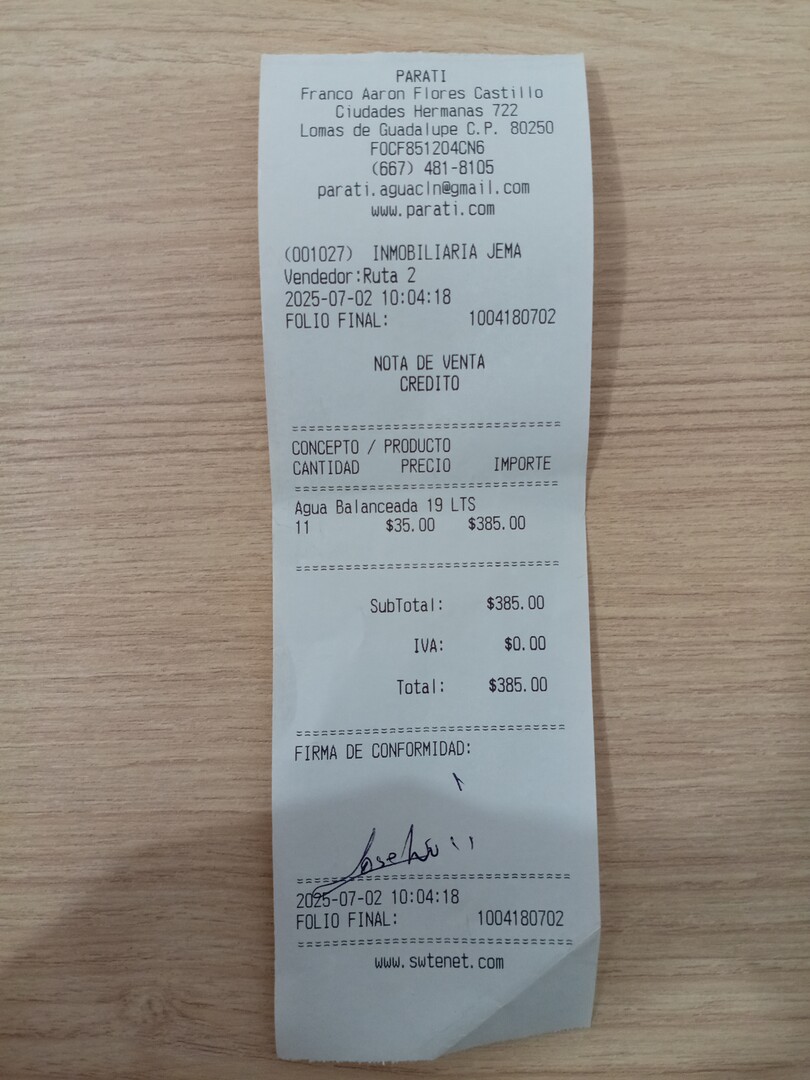 PARATI
Franco Aaron Flores Castillo
Ciudades Hermanas 722
Lomas de Guadalupe C.P. 80250
FOCF851204CN6
(667) 481-8105
parati.aguacln@gmail.com
www.parati.com
(001027) INMOBILIARIA JEMA
Vendedor:Ruta 2
2025-07-02 10:04:18
FOLIO FINAL: 1004180702
NOTA DE VENTA
CREDITO
===============================
CONCEPTO / PRODUCTO
CANTIDAD PRECIO IMPORTE
===============================
Agua Balanceada 19 LTS
11 $35.00 $385.00
===============================
SubTotal: $385.00
IVA: $0.00
Total: $385.00
===============================
FIRMA DE CONFORMIDAD:
===============================
2025-07-02 10:04:18
FOLIO FINAL: 1004180702
===============================
www.swtenet.com